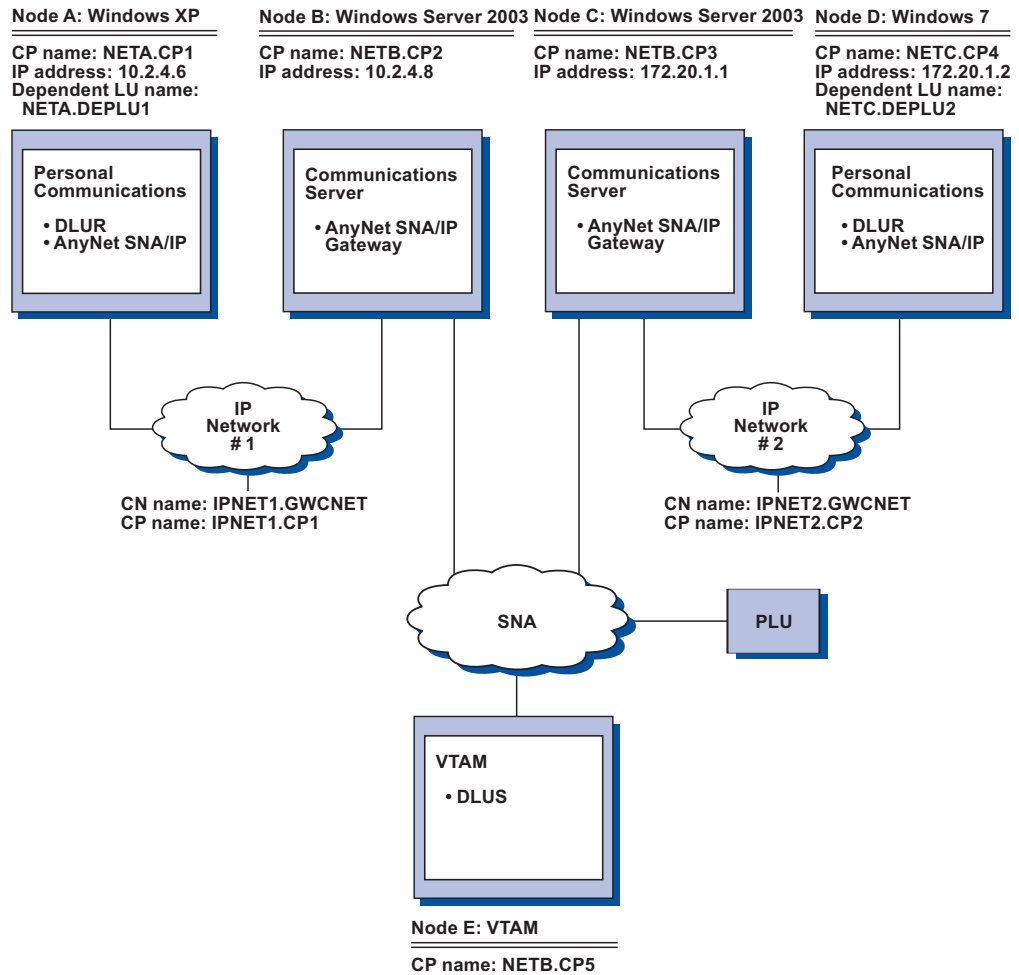 Node A: Windows XP
CP name: NETA.CP1
IP address: 10.2.4.6
Dependent LU name:
NETA.DEPLU1
Node B: Windows Server 2003
CP name: NETB.CP2
IP address: 10.2.4.8
Node C: Windows Server 2003
CP name: NETB.CP3
IP address: 172.20.1.1
Node D: Windows 7
CP name: NETC.CP4
IP address: 172.20.1.2
Dependent LU name:
NETC.DEPLU2
Personal
Communications
• DLUR
• AnyNet SNA/IP
Communications
Server
• AnyNet SNA/IP
Gateway
Communications
Server
• AnyNet SNA/IP
Gateway
Personal
Communications
• DLUR
• AnyNet SNA/IP
IP
Network
# 1
IP
Network
# 2
CN name: IPNET1.GWCNET
CP name: IPNET1.CP1
CN name: IPNET2.GWCNET
CP name: IPNET2.CP2
SNA
PLU
VTAM
• DLUS
Node E: VTAM
CP name: NETB.CP5